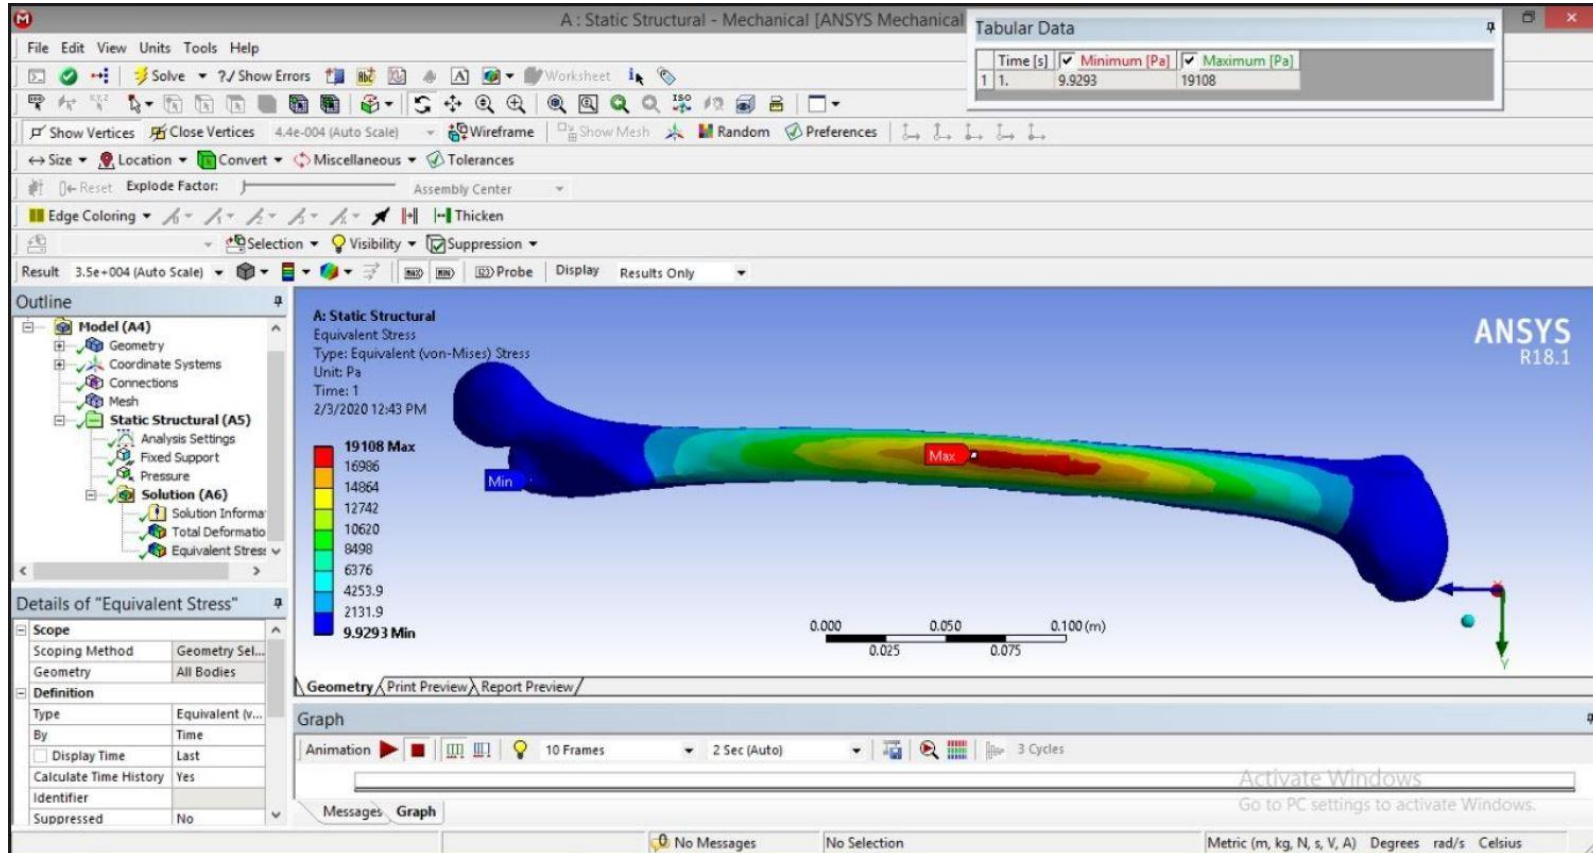 A : Static Structural - Mechanical [ANSYS Mechanical
Tabular Data
Time [s] Minimum [Pa] Maximum [Pa]
1 1. 9.9293 19108
File Edit View Units Tools Help
Solve ?/ Show Errors Worksheet
Show Vertices Close Vertices 4.4e-004 (Auto Scale) Wireframe Show Mesh Random Preferences
Size Location Convert Miscellaneous Tolerances
Reset Explode Factor: Assembly Center
Edge Coloring Thicken
Selection Visibility Suppression
Result 3.5e+004 (Auto Scale) MAX MIN Probe Display Results Only
Outline
Model (A4)
Geometry
Coordinate Systems
Connections
Mesh
Static Structural (A5)
Analysis Settings
Fixed Support
Pressure
Solution (A6)
Solution Informa
Total Deformatio
Equivalent Stress
A: Static Structural
Equivalent Stress
Type: Equivalent (von-Mises) Stress
Unit: Pa
Time: 1
2/3/2020 12:43 PM
19108 Max
16986
14864
12742
10620
8498
6376
4253.9
2131.9
9.9293 Min
Min
Max
ANSYS
R18.1
0.000 0.050 0.100 (m)
0.025 0.075
Y
Geometry Print Preview Report Preview
Details of "Equivalent Stress"
Scope
Scoping Method Geometry Sel...
Geometry All Bodies
Definition
Type Equivalent (v...
By Time
Display Time Last
Calculate Time History Yes
Identifier
Suppressed No
Graph
Animation 10 Frames 2 Sec (Auto) 3 Cycles
Messages Graph
Activate Windows
Go to PC settings to activate Windows.
No Messages No Selection Metric (m, kg, N, s, V, A) Degrees rad/s Celsius